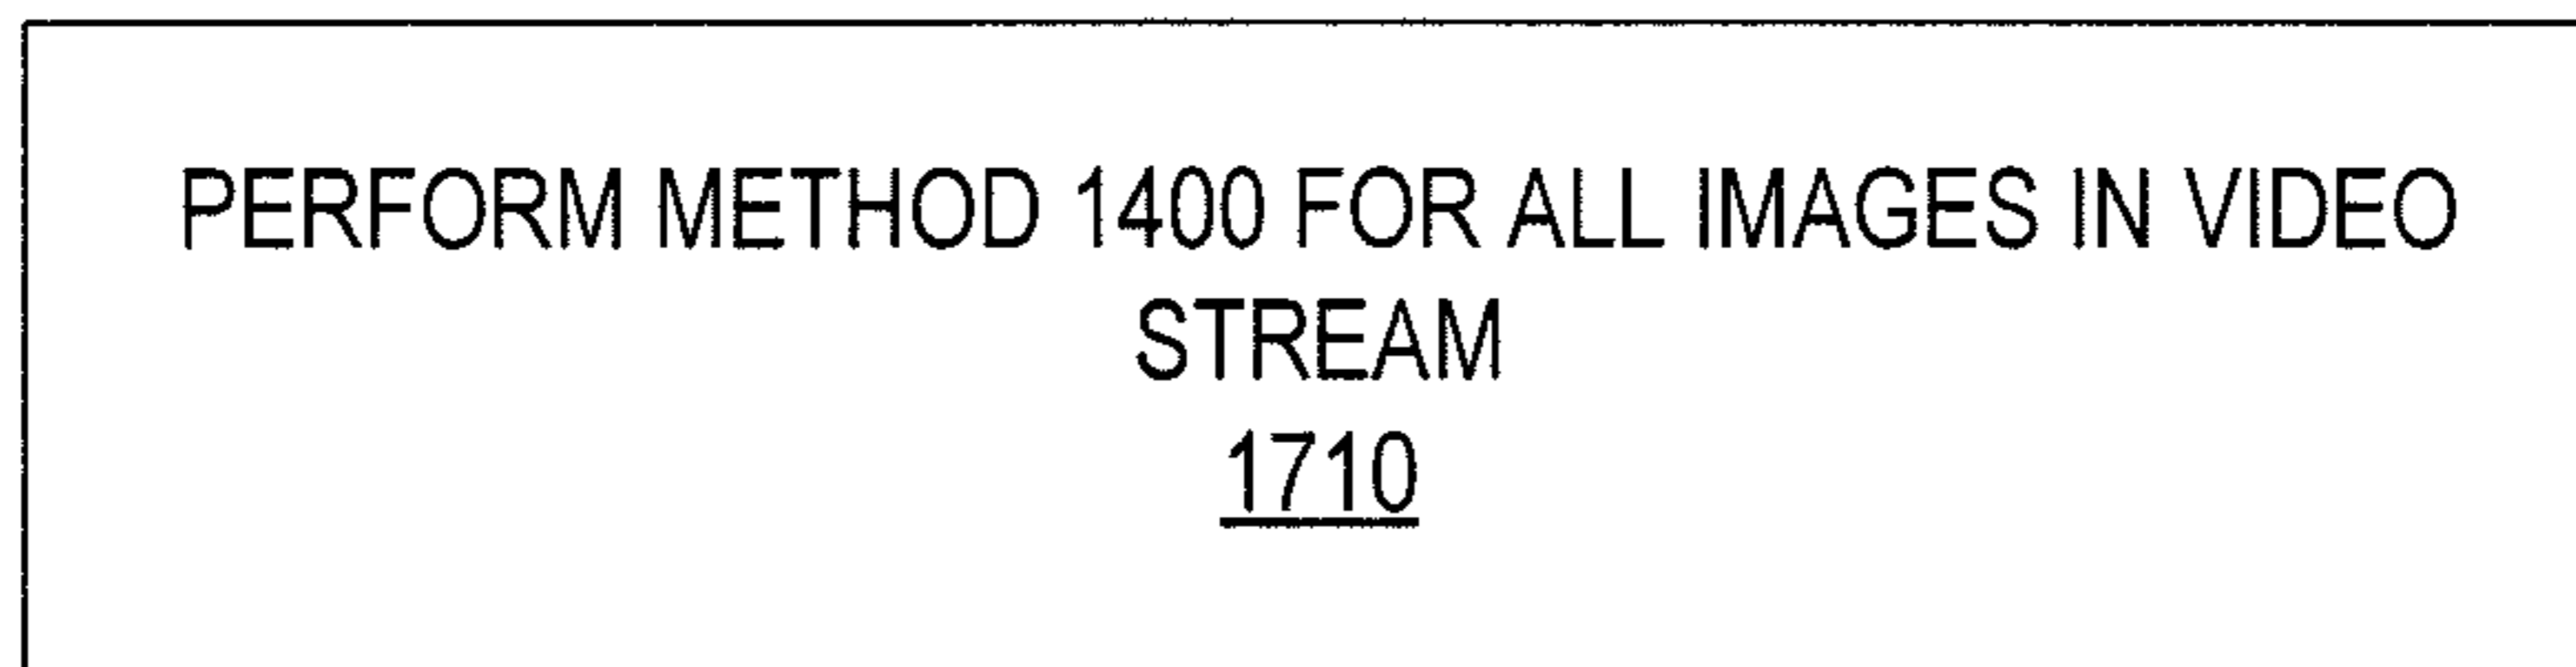 PERFORM METHOD 1400 FOR ALL IMAGES IN VIDEO
STREAM
1710